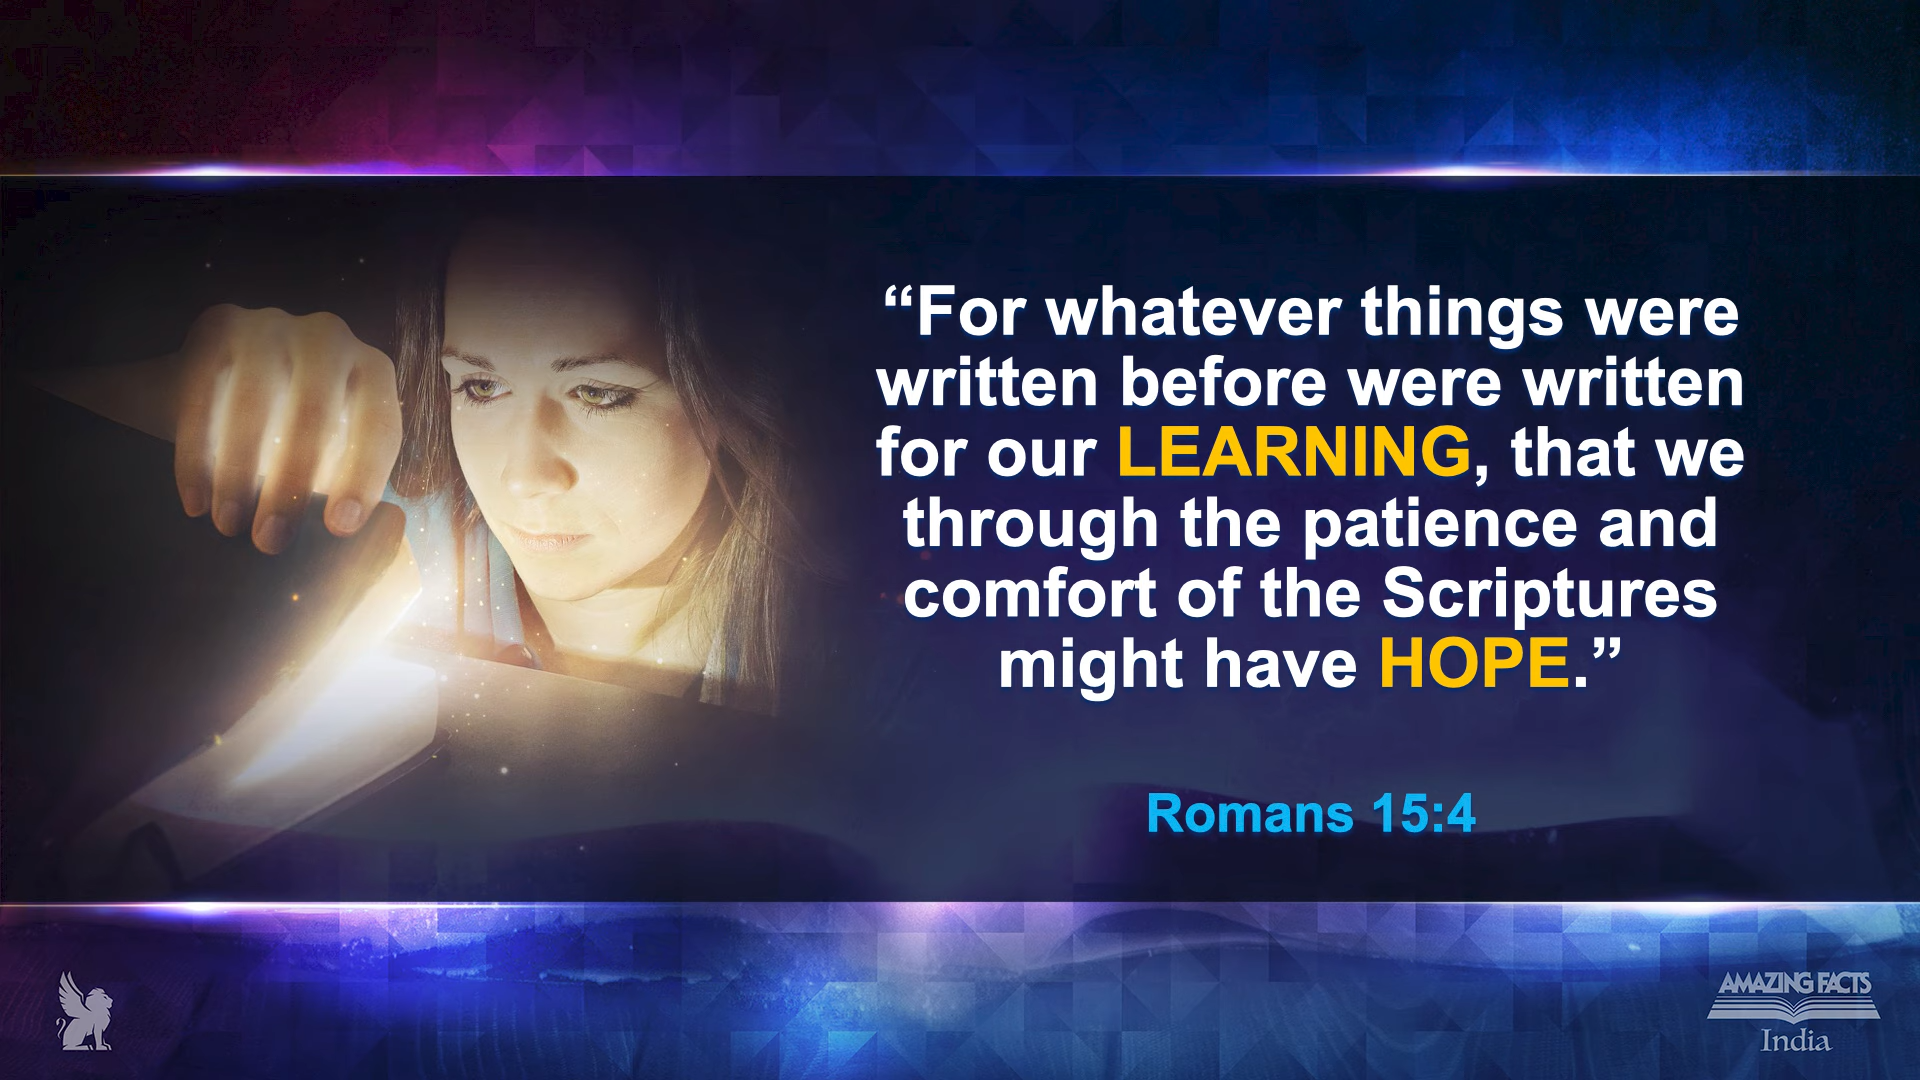 “For whatever things were
written before were written
for our LEARNING, that we
through the patience and
comfort of the Scriptures
might have HOPE.”
Romans 15:4
AMAZING FACTS
India